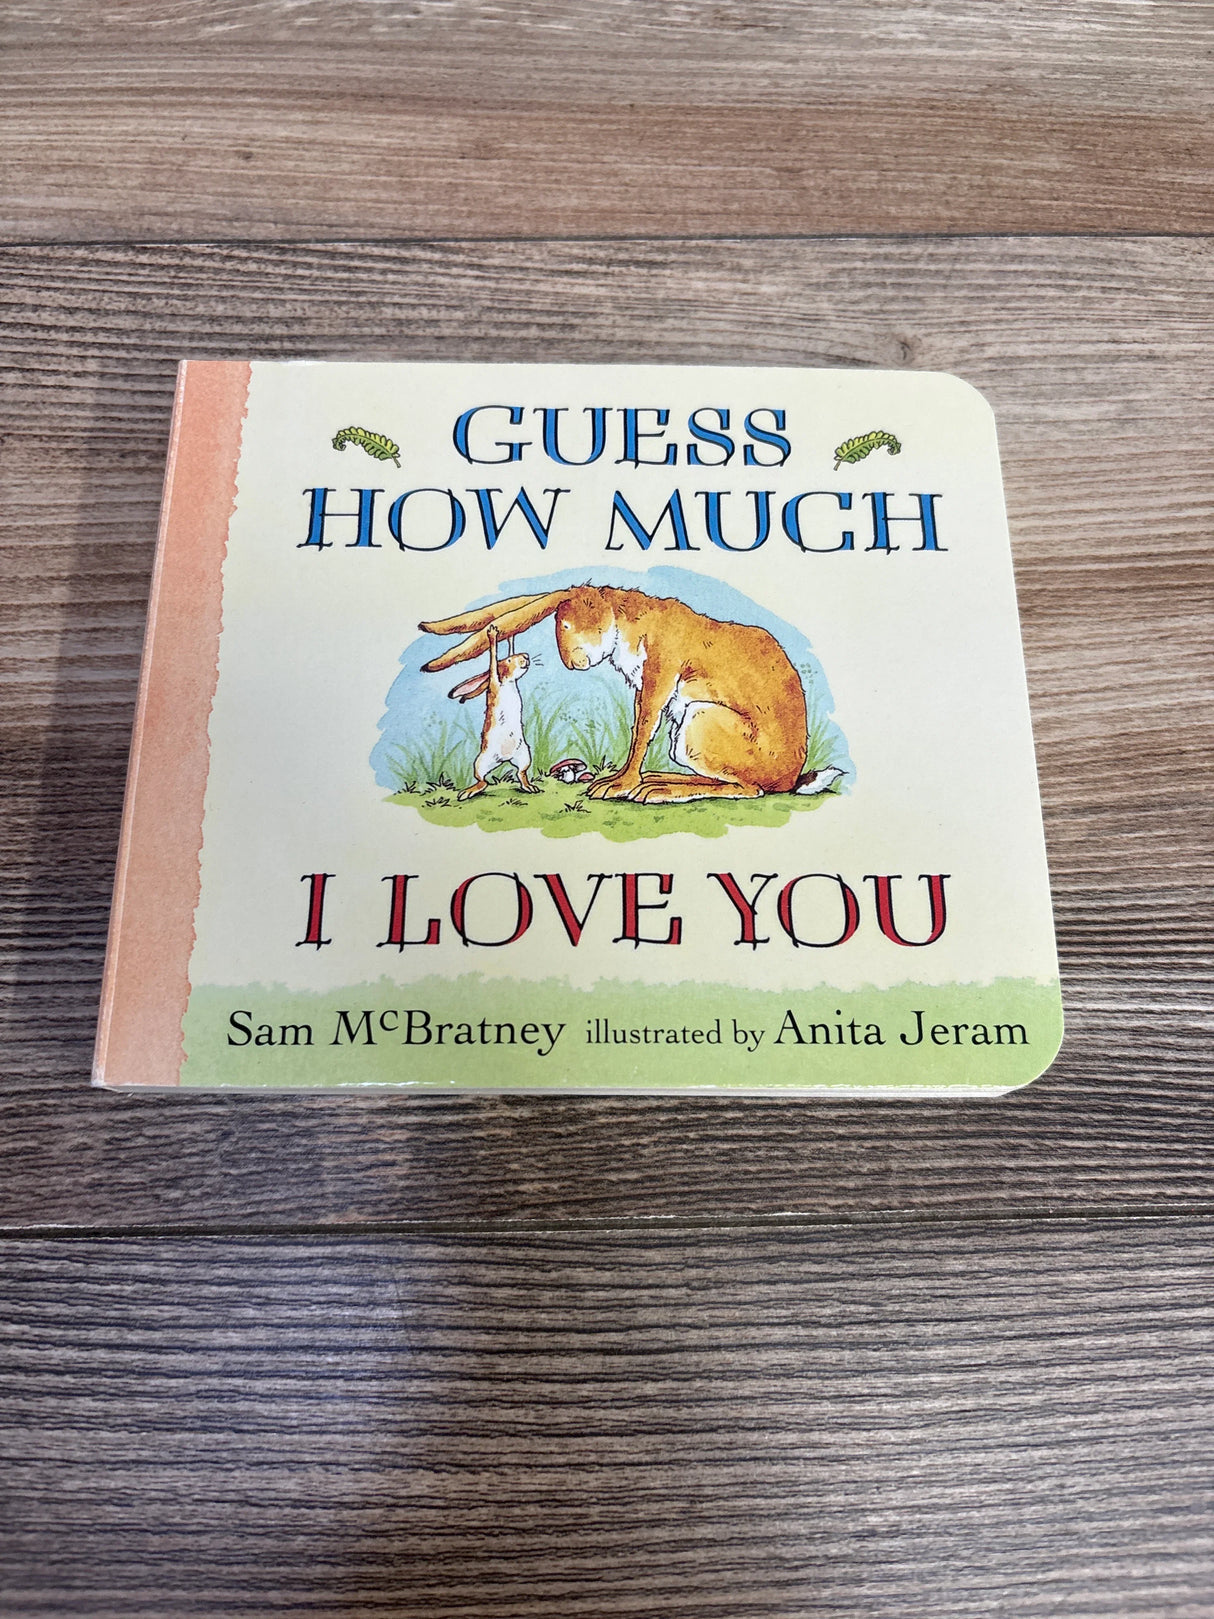 GUESS
HOW MUCH
I LOVE YOU
Sam McBratney illustrated by Anita Jeram